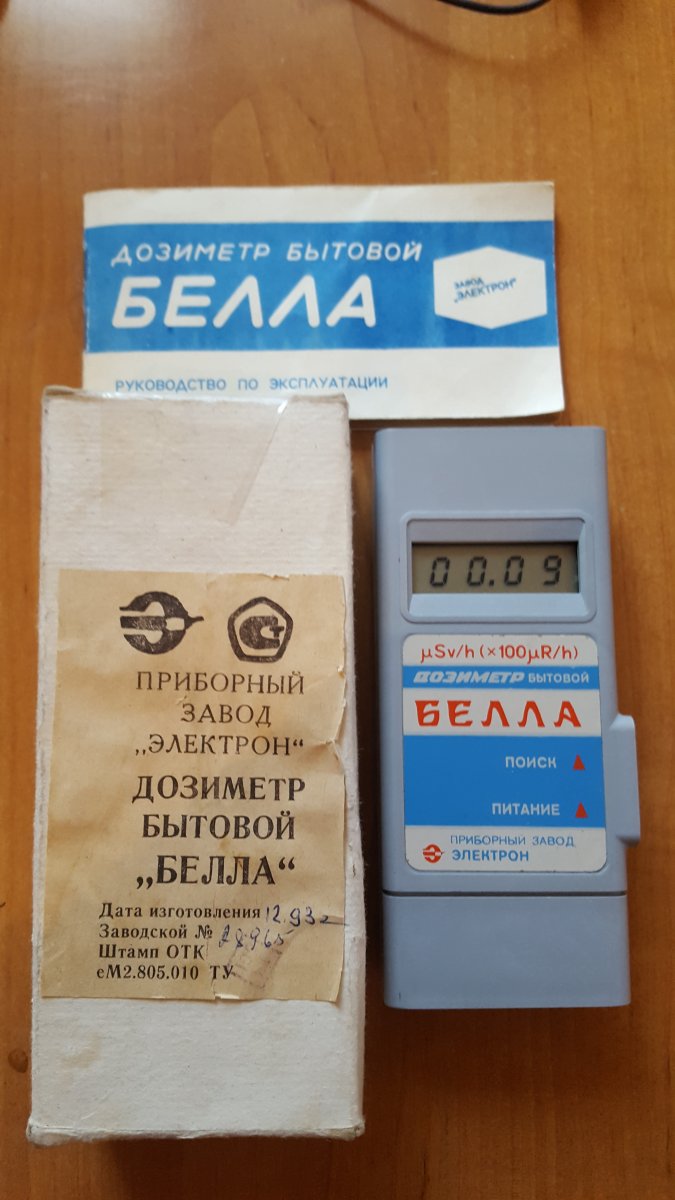 ДОЗИМЕТР БЫТОВОЙ
БЕЛЛА
ЗАВОД
„ЭЛЕКТРОН"
РУКОВОДСТВО ПО ЭКСПЛУАТАЦИИ
ПРИБОРНЫЙ
ЗАВОД
„ЭЛЕКТРОН“
ДОЗИМЕТР
БЫТОВОЙ
„БЕЛЛА“
Дата изготовления 12.93г
Заводской №
Штамп ОТК
еМ2.805.010 ТУ
00.09
µSv/h (×100µR/h)
ДОЗИМЕТР БЫТОВОЙ
БЕЛЛА
ПОИСК
ПИТАНИЕ
ПРИБОРНЫЙ ЗАВОД
ЭЛЕКТРОН